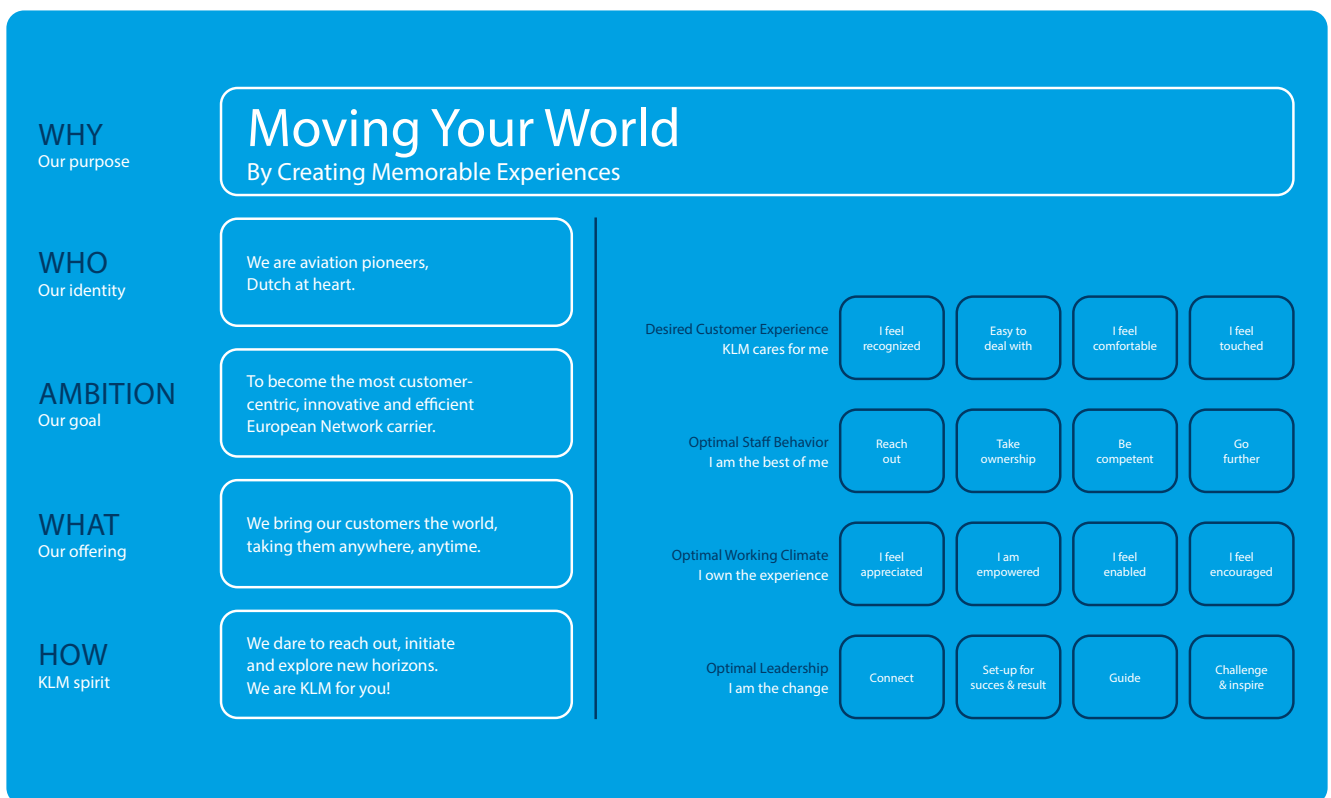 WHY
Our purpose
Moving Your World
By Creating Memorable Experiences
WHO
Our identity
We are aviation pioneers,
Dutch at heart.
AMBITION
Our goal
To become the most customer-
centric, innovative and efficient
European Network carrier.
WHAT
Our offering
We bring our customers the world,
taking them anywhere, anytime.
HOW
KLM spirit
We dare to reach out, initiate
and explore new horizons.
We are KLM for you!
Desired Customer Experience
KLM cares for me
I feel
recognized
Easy to
deal with
I feel
comfortable
I feel
touched
Optimal Staff Behavior
I am the best of me
Reach
out
Take
ownership
Be
competent
Go
further
Optimal Working Climate
I own the experience
I feel
appreciated
I am
empowered
I feel
enabled
I feel
encouraged
Optimal Leadership
I am the change
Connect
Set-up for
succes & result
Guide
Challenge
& inspire